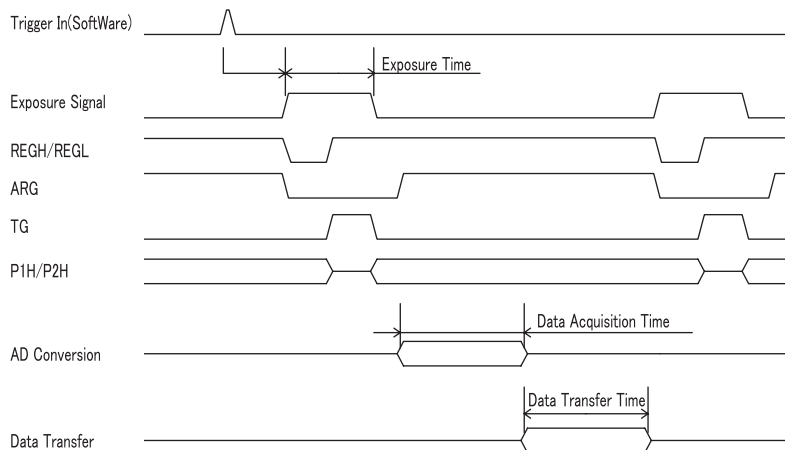 Trigger In(SoftWare)
Exposure Time
Exposure Signal
REGH/REGL
ARG
TG
P1H/P2H
Data Acquisition Time
AD Conversion
Data Transfer Time
Data Transfer